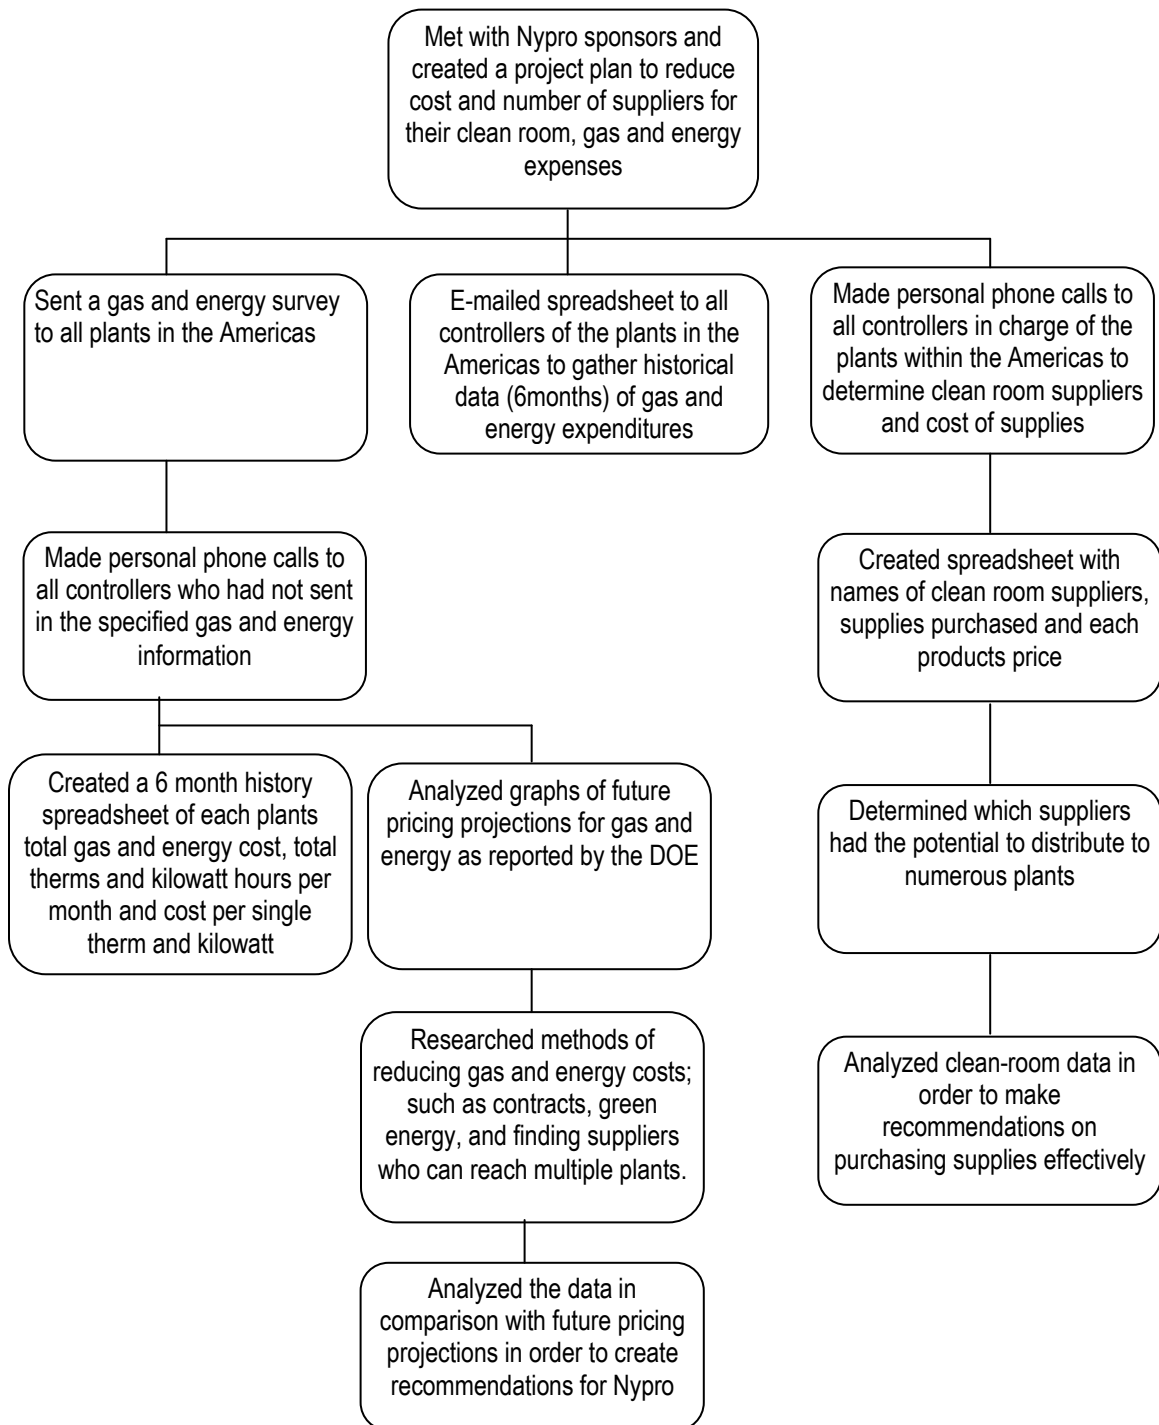 Met with Nypro sponsors and
created a project plan to reduce
cost and number of suppliers for
their clean room, gas and energy
expenses
Sent a gas and energy survey
to all plants in the Americas
E-mailed spreadsheet to all
controllers of the plants in the
Americas to gather historical
data (6months) of gas and
energy expenditures
Made personal phone calls to
all controllers in charge of the
plants within the Americas to
determine clean room suppliers
and cost of supplies
Made personal phone calls to
all controllers who had not sent
in the specified gas and energy
information
Created spreadsheet with
names of clean room suppliers,
supplies purchased and each
products price
Created a 6 month history
spreadsheet of each plants
total gas and energy cost, total
therms and kilowatt hours per
month and cost per single
therm and kilowatt
Analyzed graphs of future
pricing projections for gas and
energy as reported by the DOE
Determined which suppliers
had the potential to distribute to
numerous plants
Researched methods of
reducing gas and energy costs;
such as contracts, green
energy, and finding suppliers
who can reach multiple plants.
Analyzed clean-room data in
order to make
recommendations on
purchasing supplies effectively
Analyzed the data in
comparison with future pricing
projections in order to create
recommendations for Nypro